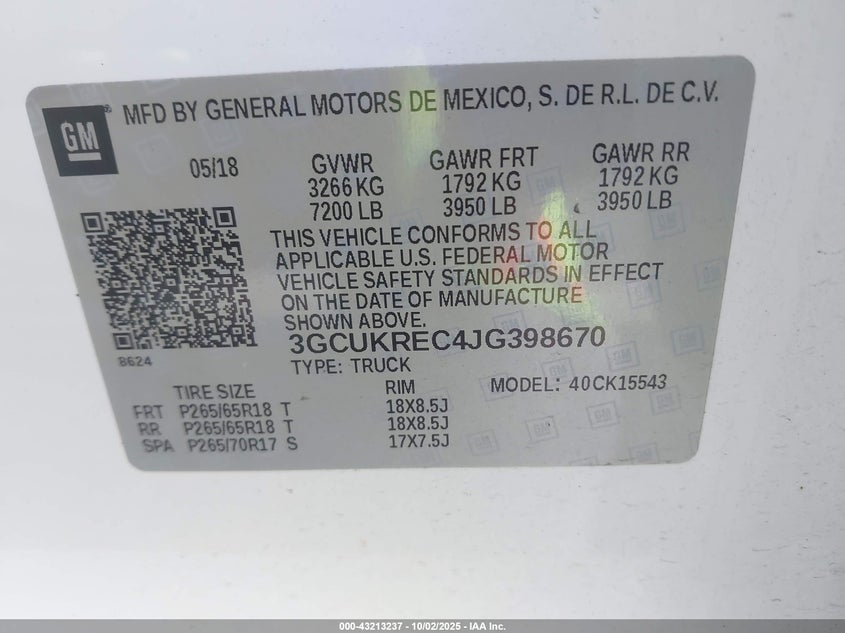 GM
MFD BY GENERAL MOTORS DE MEXICO, S. DE R.L. DE C.V.
05/18 GVWR GAWR FRT GAWR RR
3266 KG 1792 KG 1792 KG
7200 LB 3950 LB 3950 LB
THIS VEHICLE CONFORMS TO ALL
APPLICABLE U.S. FEDERAL MOTOR
VEHICLE SAFETY STANDARDS IN EFFECT
ON THE DATE OF MANUFACTURE
SHOWN ABOVE.
8624
3GCUKREC4JG398670
TYPE: TRUCK
TIRE SIZE RIM MODEL: 40CK15543
FRT P265/65R18 T 18X8.5J
RR P265/65R18 T 18X8.5J
SPA P265/70R17 S 17X7.5J
000-43213237 - 10/02/2025 - IAA Inc.